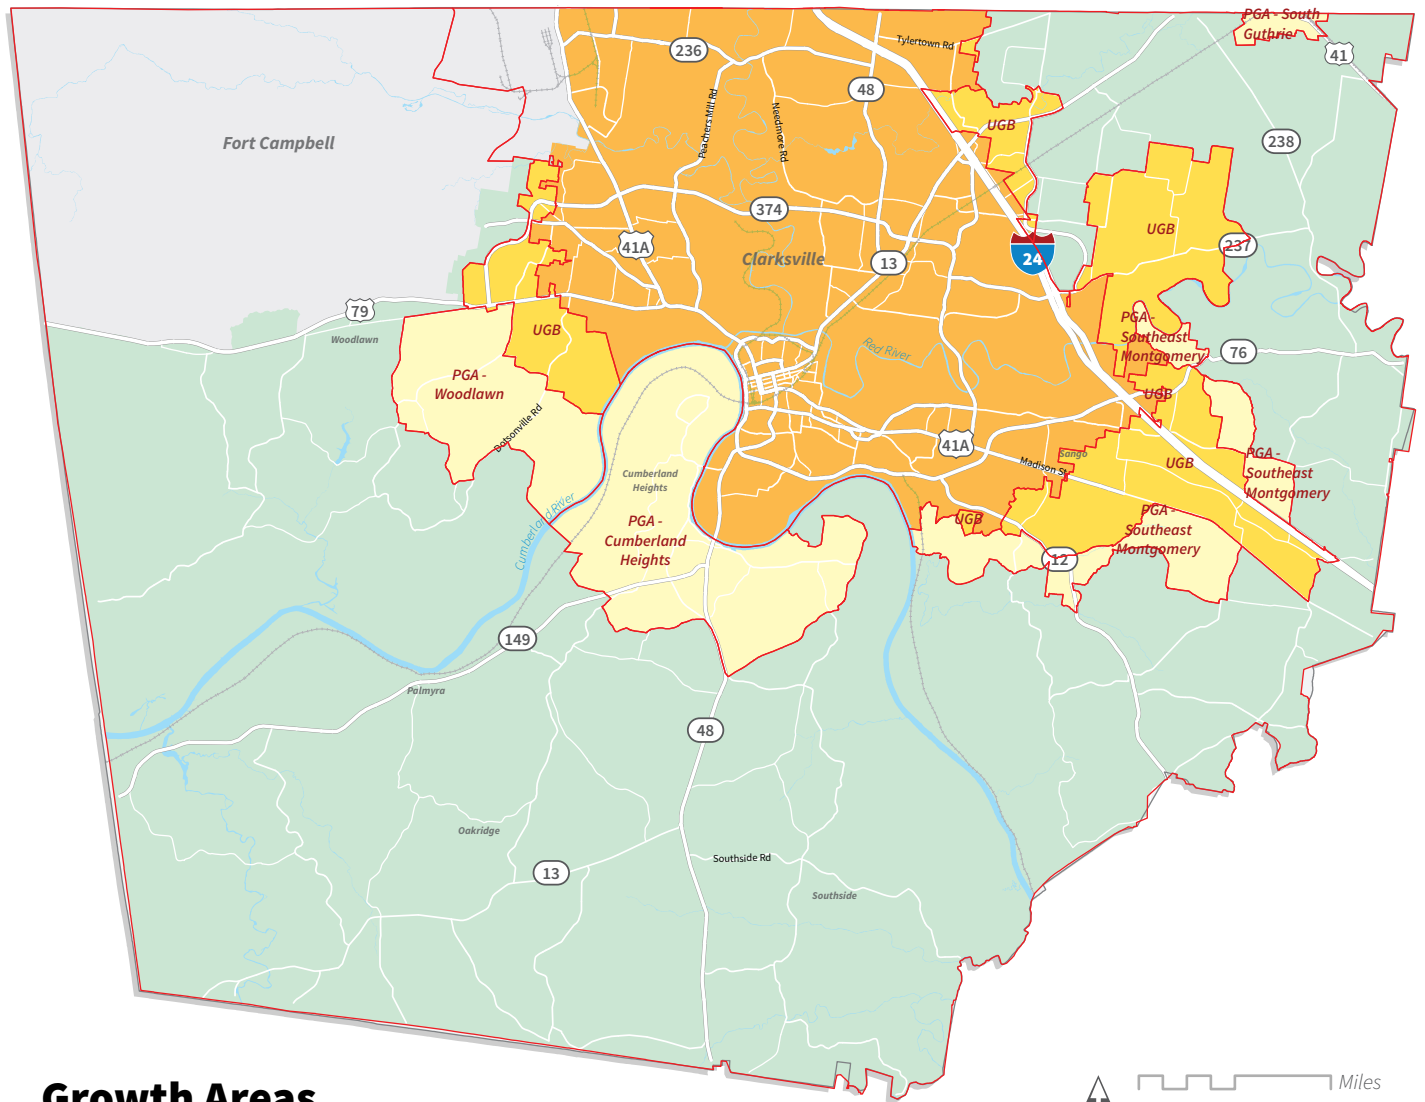 PGA - South
Guthrie
41
236
Tylertown Rd
48
Peachers Mill Rd
Needmore Rd
UGB
Fort Campbell
238
374
UGB
237
41A
Clarksville
13
24
79
Woodlawn
UGB
PGA -
Southeast
Montgomery
Red River
76
PGA -
Woodlawn
UGB
Dotsonville Rd
41A
Sango
Madison St
UGB
PGA -
Southeast
Montgomery
Cumberland
Heights
Cumberland River
PGA -
Cumberland
Heights
UGB
PGA -
Southeast
Montgomery
12
149
Palmyra
48
Oakridge
Southside Rd
13
Southside
Growth Areas
Miles